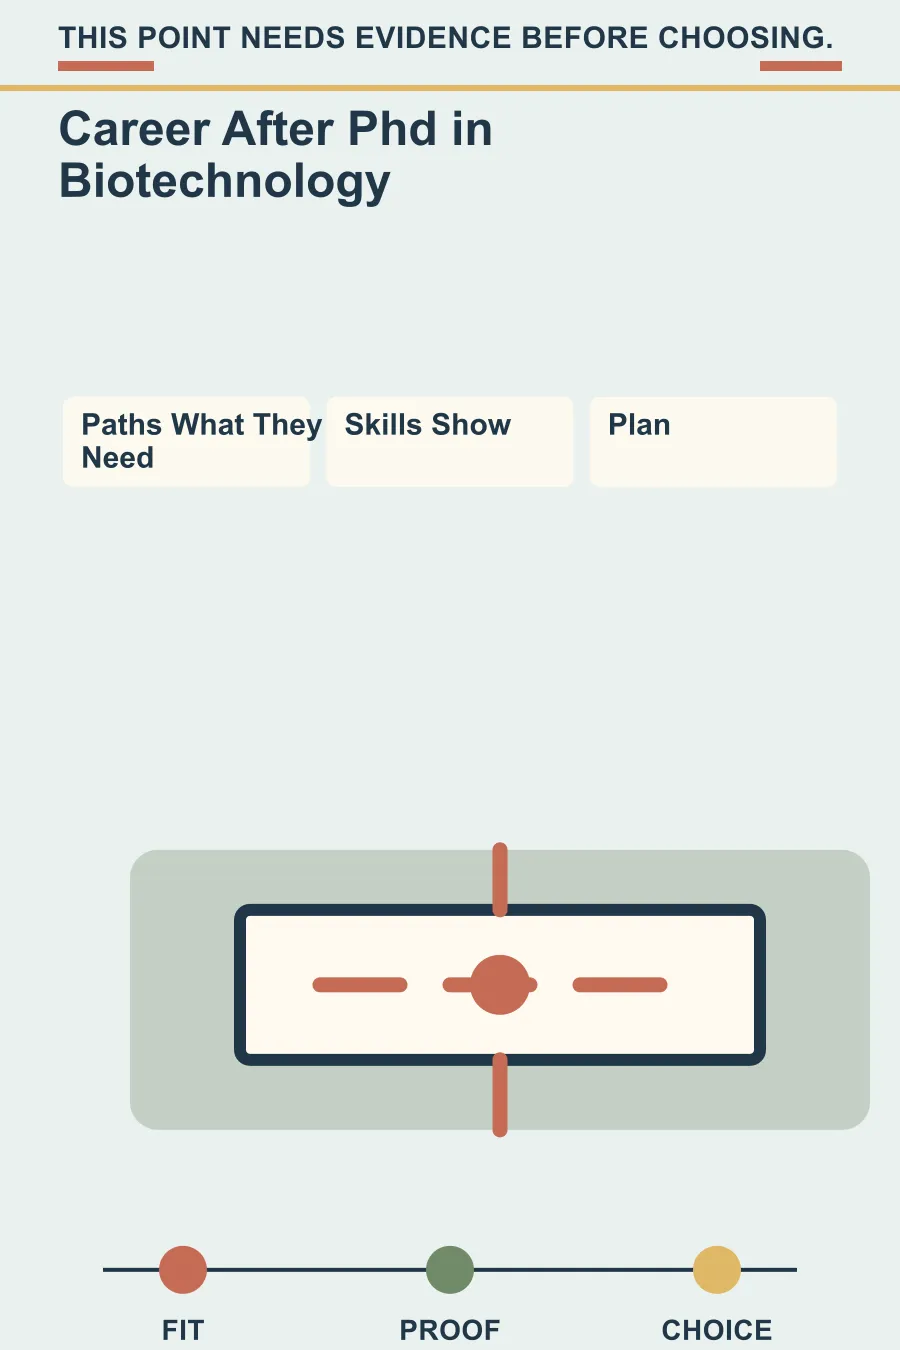 THIS POINT NEEDS EVIDENCE BEFORE CHOOSING.
Career After Phd in
Biotechnology
Paths What They
Need
Skills Show
Plan
FIT
PROOF
CHOICE